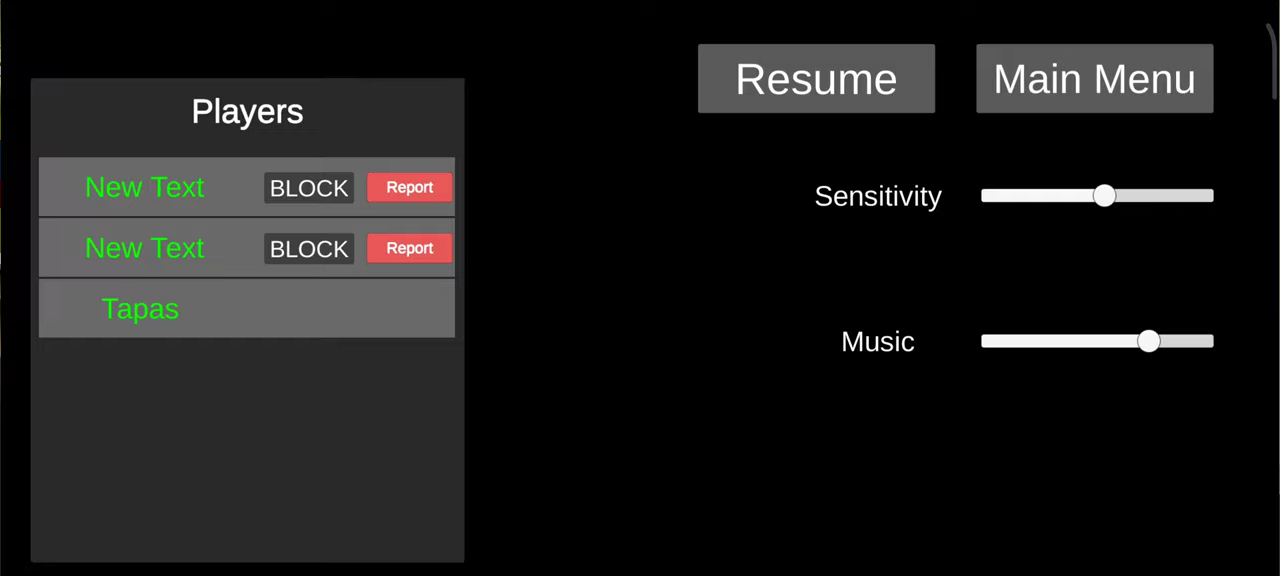 Players
New Text BLOCK Report
New Text BLOCK Report
Tapas
Resume Main Menu
Sensitivity
Music